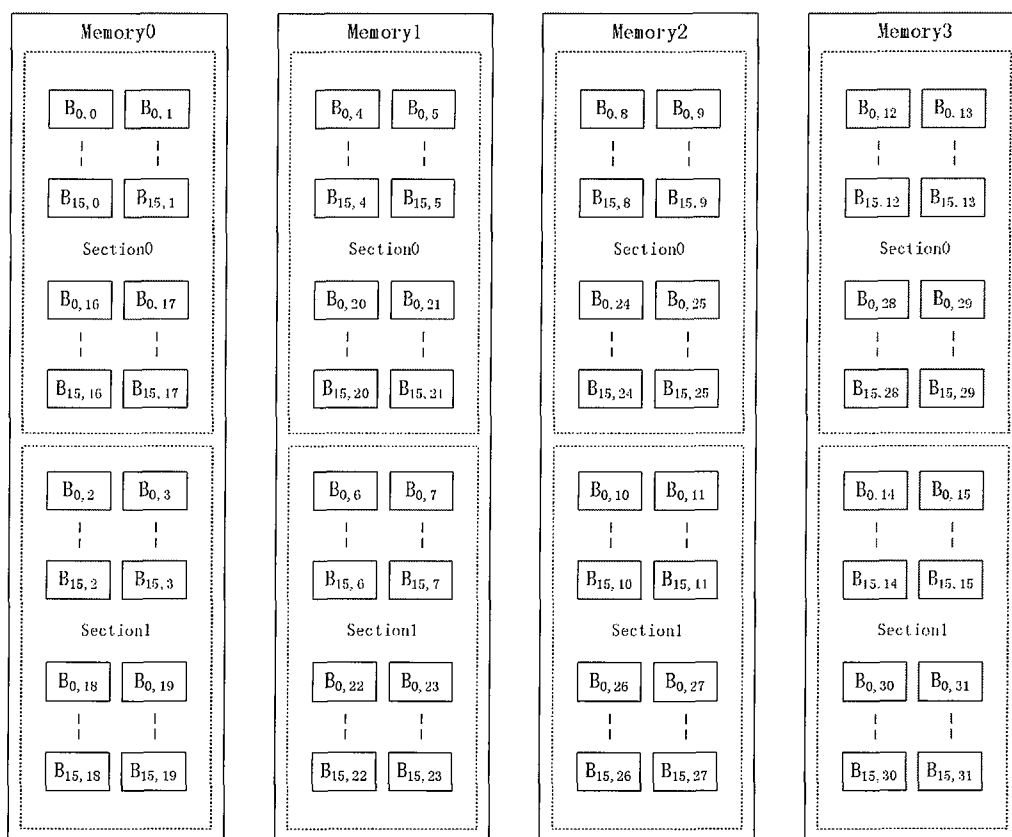 Memory0 Memory1 Memory2 Memory3
B0,0 B0,1 B0,4 B0,5 B0,8 B0,9 B0,12 B0,13
B15,0 B15,1 B15,4 B15,5 B15,8 B15,9 B15,12 B15,13
Section0 Section0 Section0 Section0
B0,16 B0,17 B0,20 B0,21 B0,24 B0,25 B0,28 B0,29
B15,16 B15,17 B15,20 B15,21 B15,24 B15,25 B15,28 B15,29
B0,2 B0,3 B0,6 B0,7 B0,10 B0,11 B0,14 B0,15
B15,2 B15,3 B15,6 B15,7 B15,10 B15,11 B15,14 B15,15
Section1 Section1 Section1 Section1
B0,18 B0,19 B0,22 B0,23 B0,26 B0,27 B0,30 B0,31
B15,18 B15,19 B15,22 B15,23 B15,26 B15,27 B15,30 B15,31